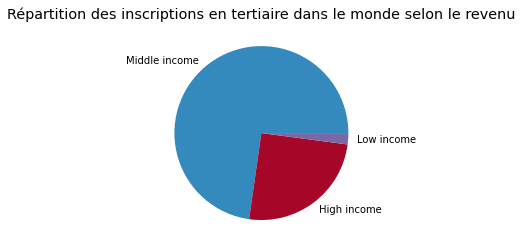 Répartition des inscriptions en tertiaire dans le monde selon le revenu
Middle income
Low income
High income